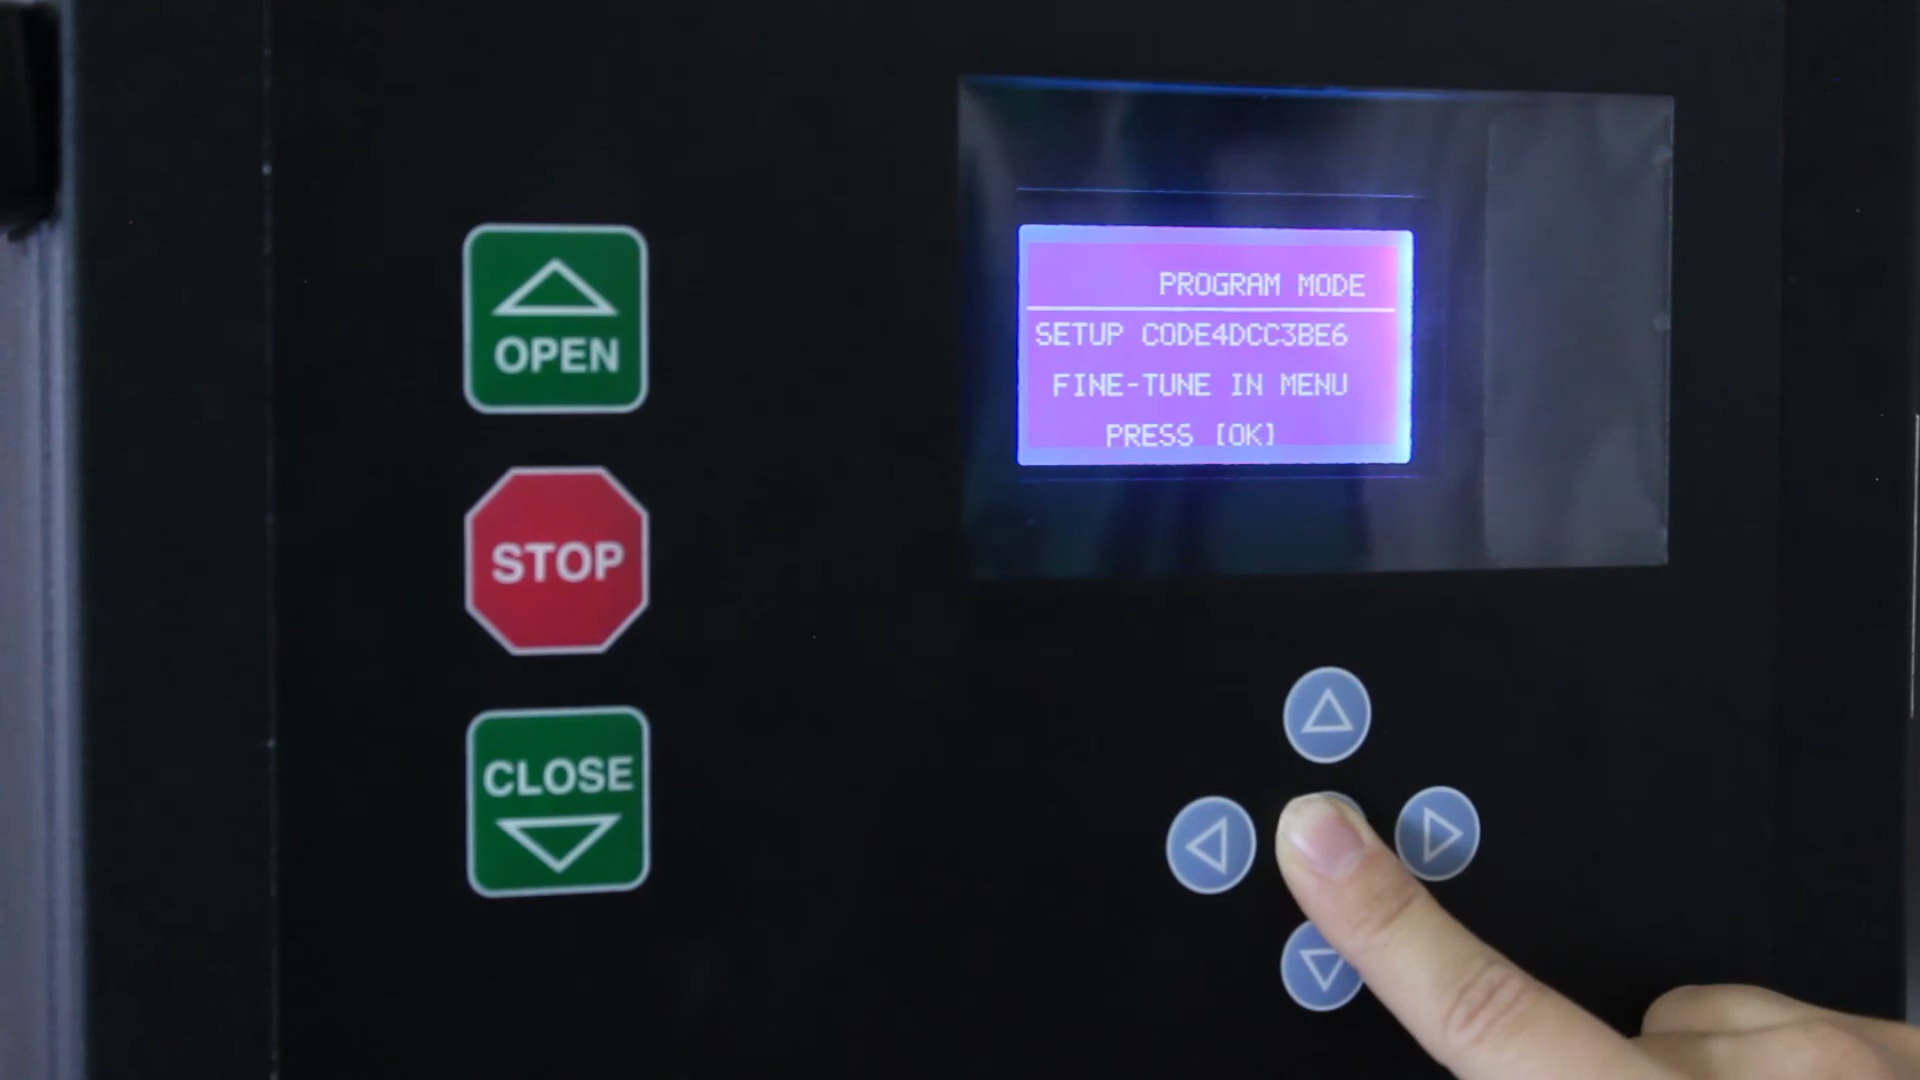 OPEN
STOP
CLOSE
PROGRAM MODE
SETUP CODE4DCC3BE6
FINE-TUNE IN MENU
PRESS [OK]